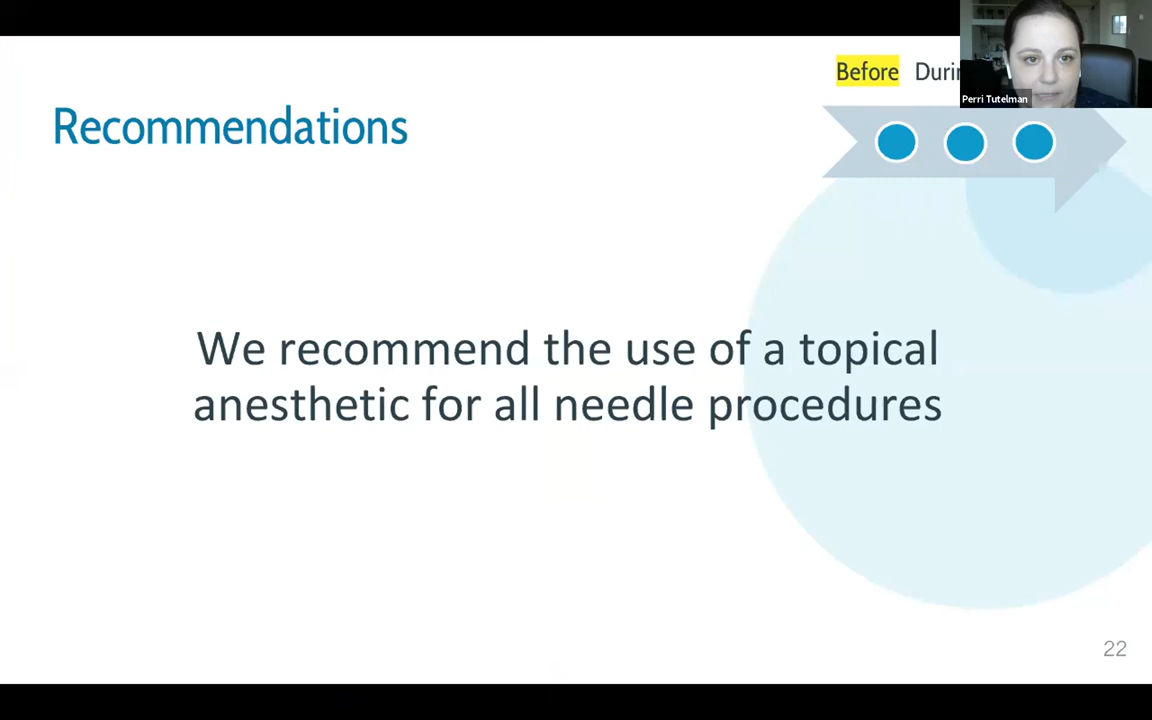 Before
Perri Tutelman
Recommendations
We recommend the use of a topical
anesthetic for all needle procedures
22